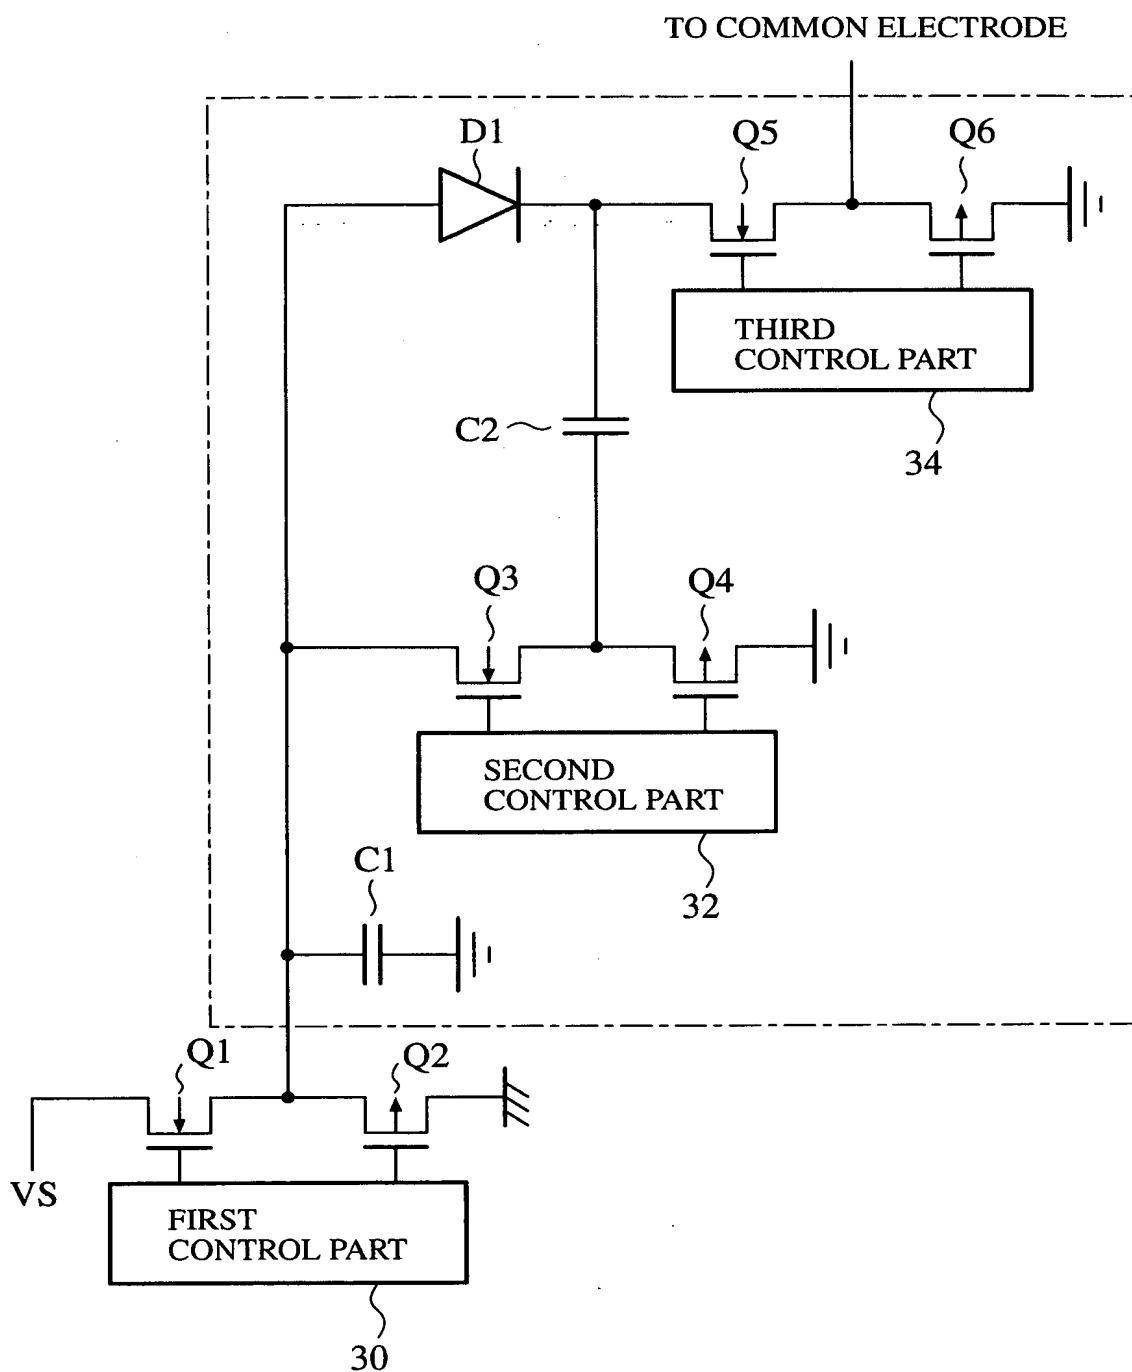 TO COMMON ELECTRODE
D1
Q5
Q6
THIRD
CONTROL PART
34
C2
Q3
Q4
SECOND
CONTROL PART
32
C1
Q1
Q2
VS
FIRST
CONTROL PART
30